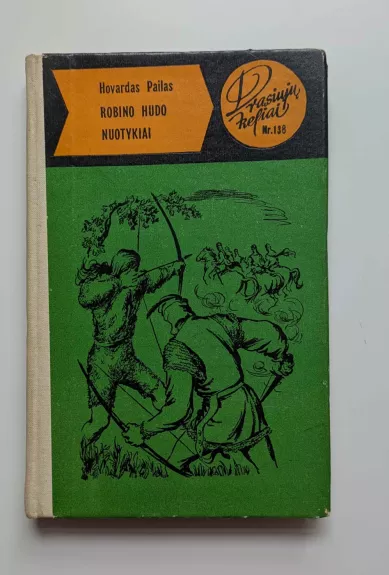 Hovardas Pailas
ROBINO HUDO
NUOTYKIAI
Drąsiųjų
keliai
Nr.138